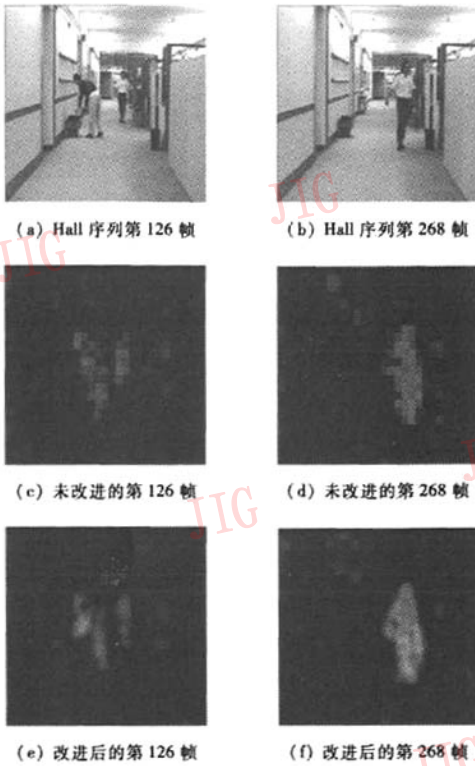 (a) Hall 序列第 126 帧
(b) Hall 序列第 268 帧
JIG
JIG
(c) 未改进的第 126 帧
(d) 未改进的第 268 帧
JIG
(e) 改进后的第 126 帧
(f) 改进后的第 268 帧